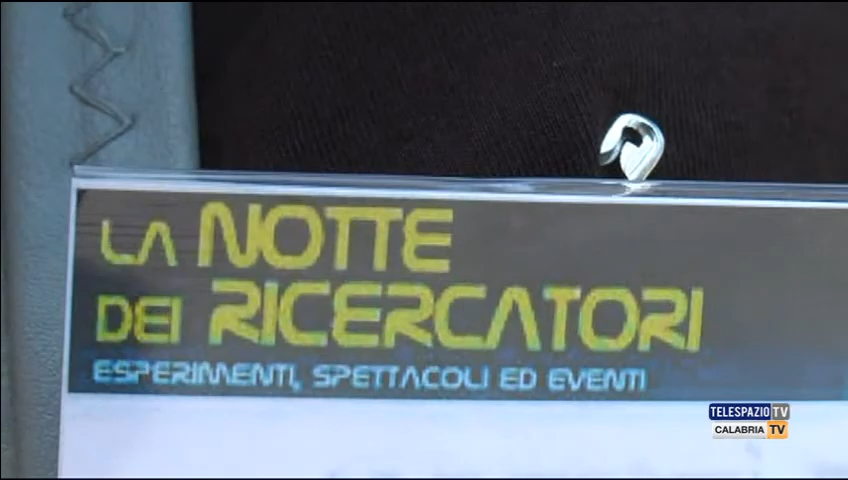 LA NOTTE
DEI RICERCATORI
ESPERIMENTI, SPETTACOLI ED EVENTI
TELESPAZIO TV
CALABRIA TV